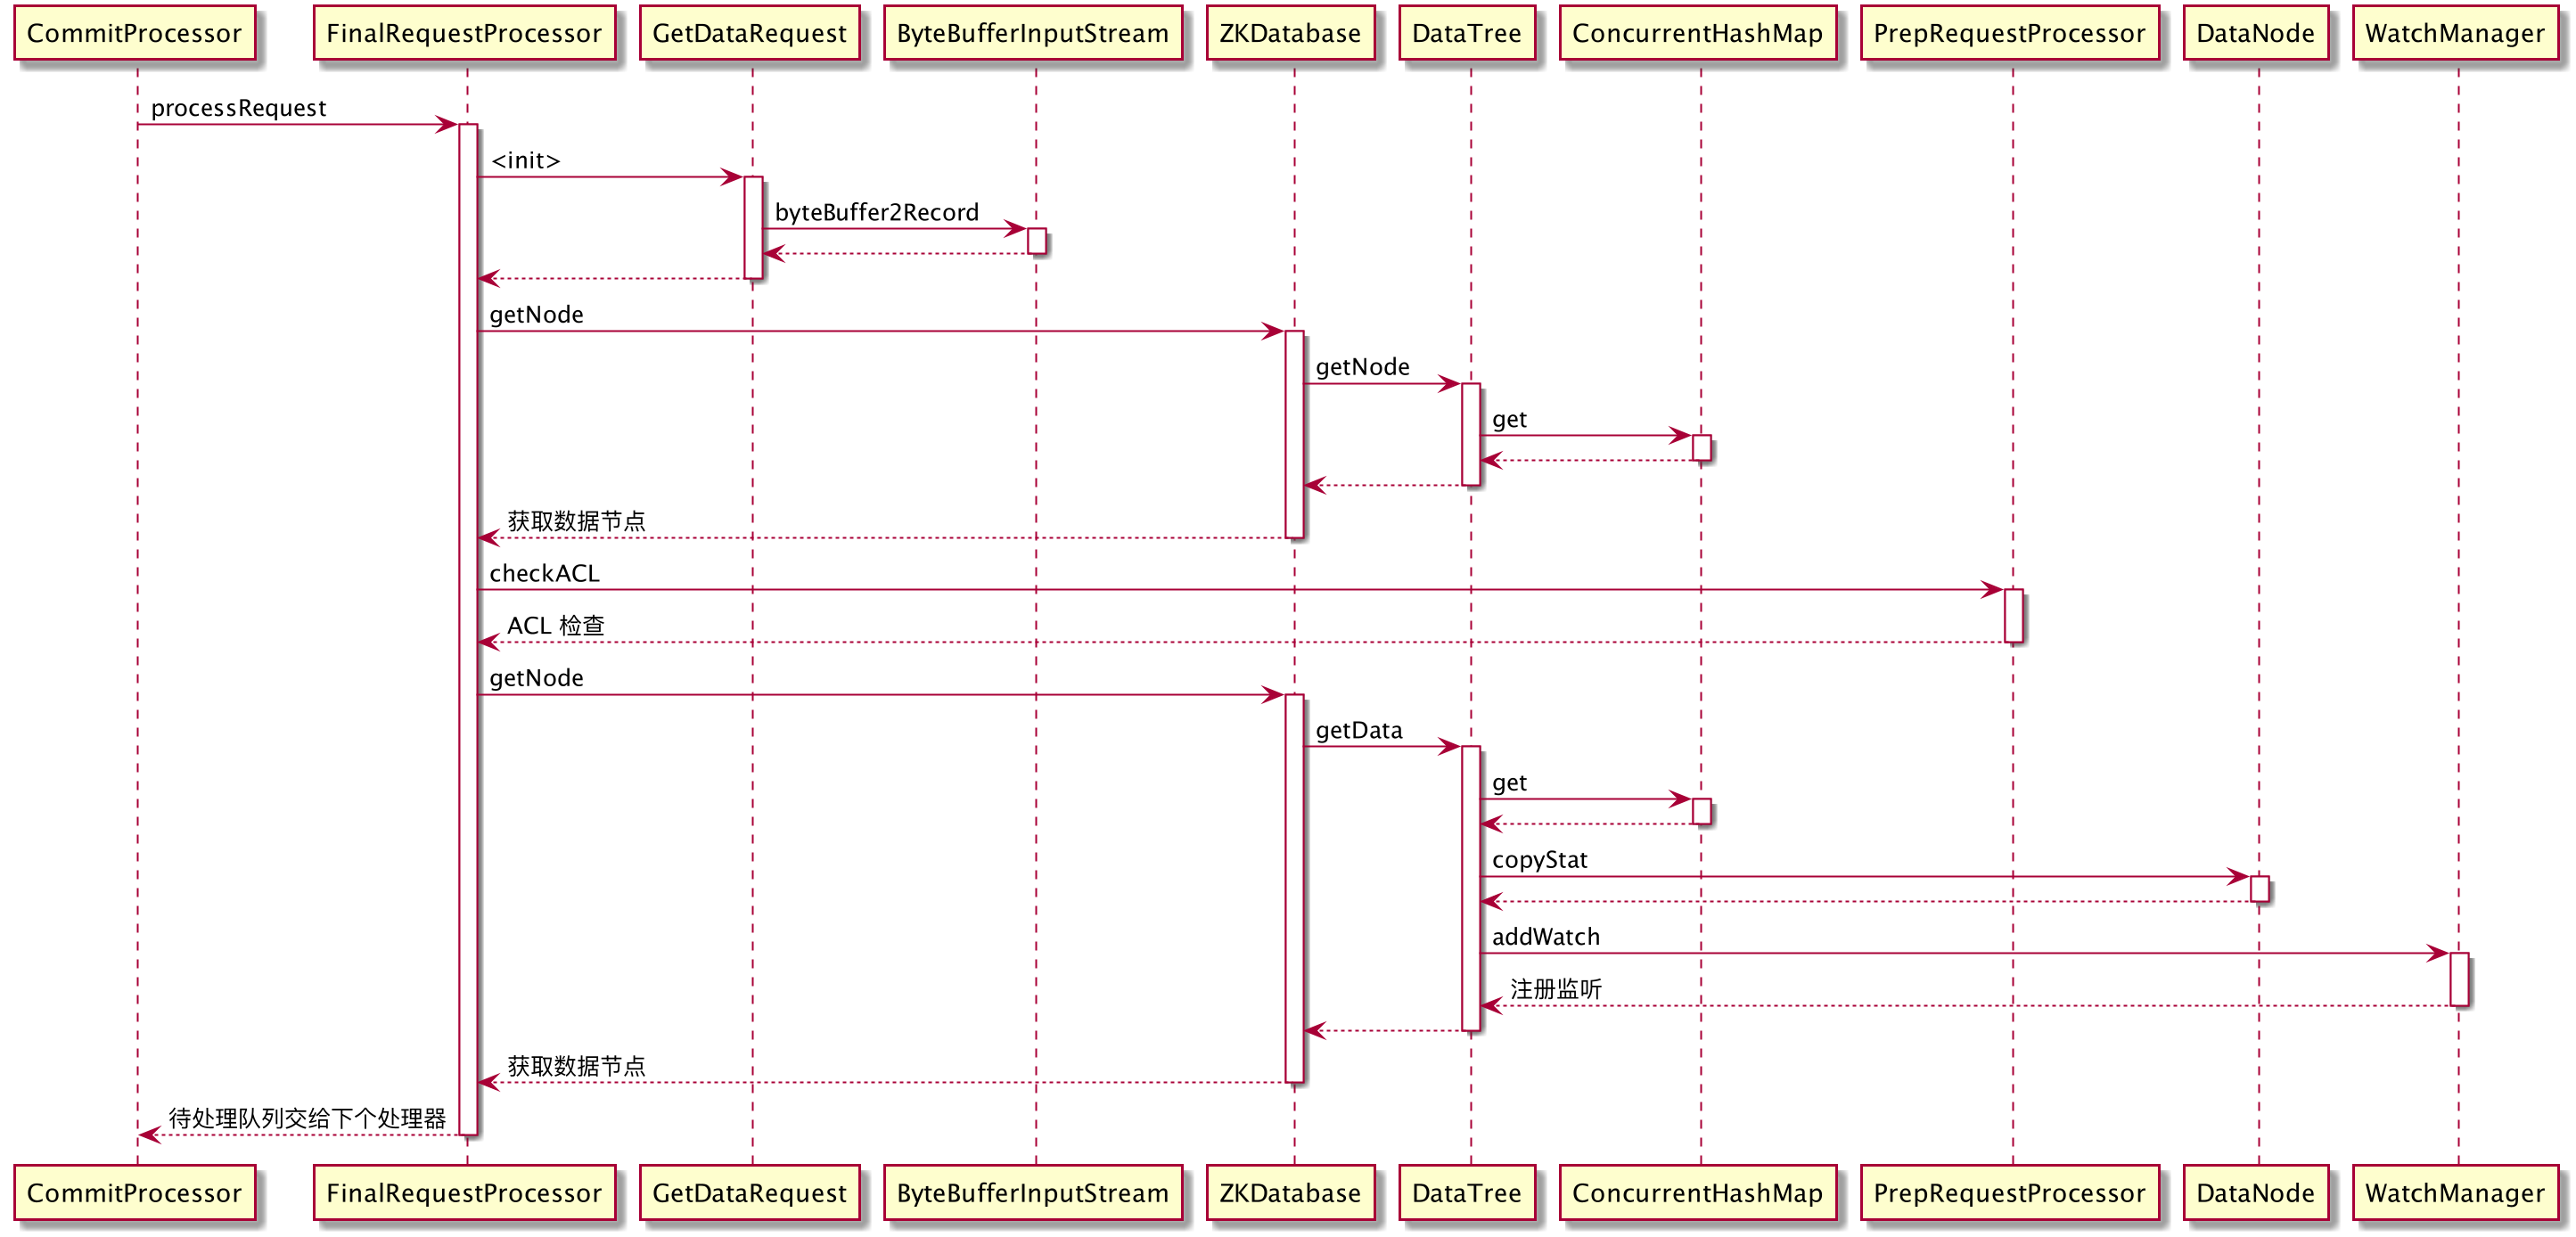 CommitProcessor
FinalRequestProcessor
GetDataRequest
ByteBufferInputStream
ZKDatabase
DataTree
ConcurrentHashMap
PrepRequestProcessor
DataNode
WatchManager
processRequest
<init>
byteBuffer2Record
getNode
getNode
get
获取数据节点
checkACL
ACL 检查
getNode
getData
get
copyStat
addWatch
注册监听
获取数据节点
待处理队列交给下个处理器
CommitProcessor
FinalRequestProcessor
GetDataRequest
ByteBufferInputStream
ZKDatabase
DataTree
ConcurrentHashMap
PrepRequestProcessor
DataNode
WatchManager